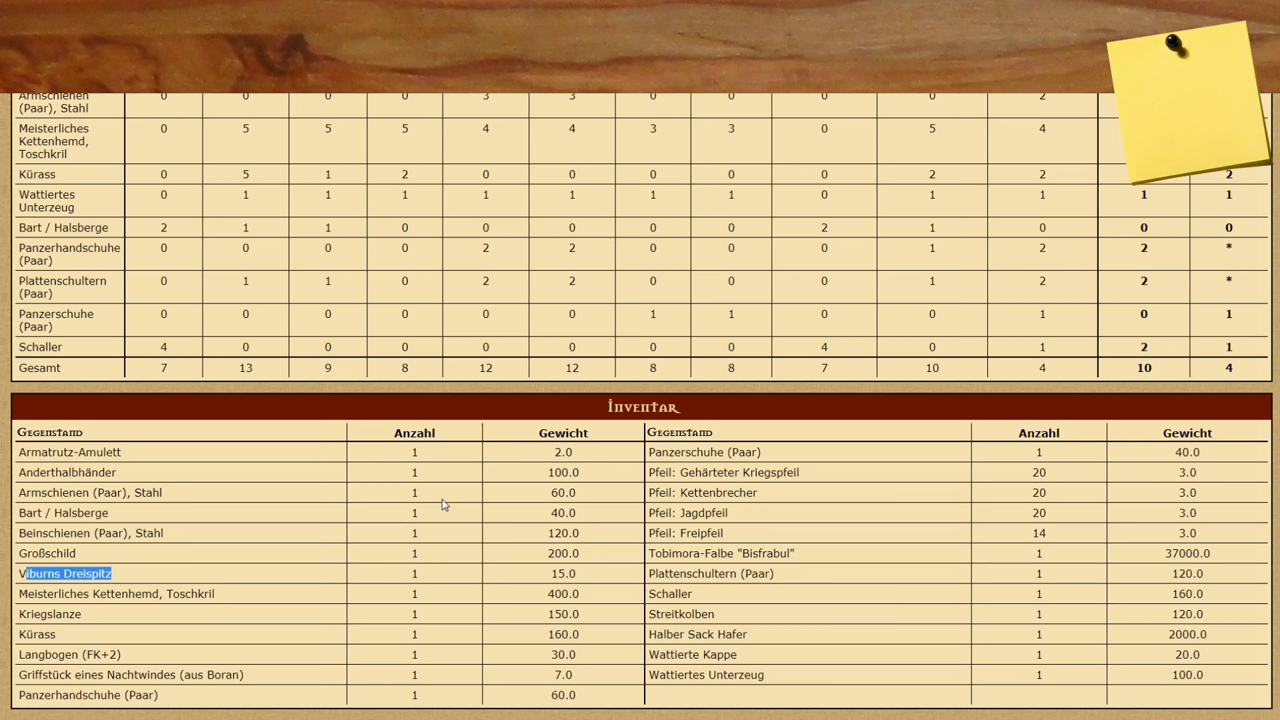 Armschienen 0 0 0 0 3 3 0 0 0 0 2
(Paar), Stahl
Meisterliches 0 5 5 5 4 4 3 3 0 5 4
Kettenhemd,
Toschkril
Kürass 0 5 1 2 0 0 0 0 0 2 2 2
Wattiertes 0 1 1 1 1 1 1 1 0 1 1 1 1
Unterzeug
Bart / Halsberge 2 1 1 0 0 0 0 0 2 1 0 0 0
Panzerhandschuhe 0 0 0 0 2 2 0 0 0 1 2 2 *
(Paar)
Plattenschultern 0 1 1 0 2 2 0 0 0 1 2 2 *
(Paar)
Panzerschuhe 0 0 0 0 0 0 1 1 0 0 1 0 1
(Paar)
Schaller 4 0 0 0 0 0 0 0 4 0 1 2 1
Gesamt 7 13 9 8 12 12 8 8 7 10 4 10 4
Inventar
Gegenstand Anzahl Gewicht Gegenstand Anzahl Gewicht
Armatrutz-Amulett 1 2.0 Panzerschuhe (Paar) 1 40.0
Anderthalbhänder 1 100.0 Pfeil: Gehärteter Kriegspfeil 20 3.0
Armschienen (Paar), Stahl 1 60.0 Pfeil: Kettenbrecher 20 3.0
Bart / Halsberge 1 40.0 Pfeil: Jagdpfeil 20 3.0
Beinschienen (Paar), Stahl 1 120.0 Pfeil: Freipfeil 14 3.0
Großschild 1 200.0 Tobimora-Falbe "Bisfrabul" 1 37000.0
Viburns Dreispitz 1 15.0 Plattenschultern (Paar) 1 120.0
Meisterliches Kettenhemd, Toschkril 1 400.0 Schaller 1 160.0
Kriegslanze 1 150.0 Streitkolben 1 120.0
Kürass 1 160.0 Halber Sack Hafer 1 2000.0
Langbogen (FK+2) 1 30.0 Wattierte Kappe 1 20.0
Griffstück eines Nachtwindes (aus Boran) 1 7.0 Wattiertes Unterzeug 1 100.0
Panzerhandschuhe (Paar) 1 60.0